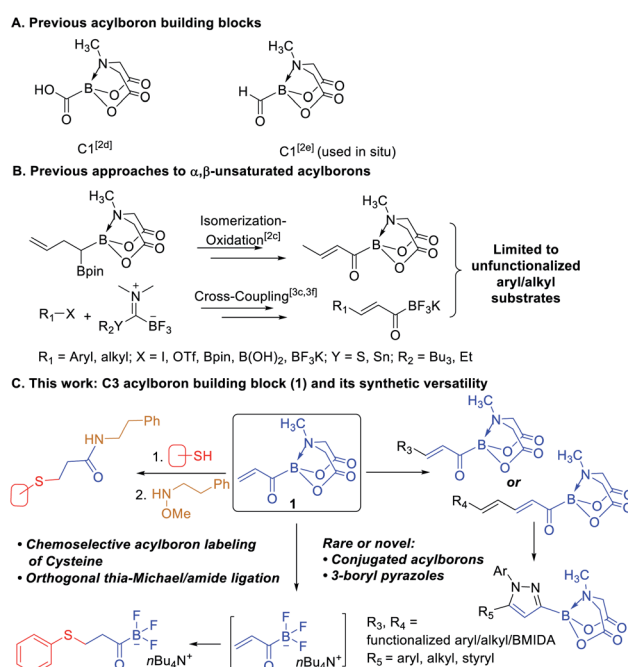 A. Previous acylboron building blocks
H₃C
N
HO
B
O
O
O
O
O
C1[2d]
H₃C
N
H
B
O
O
O
O
O
C1[2e] (used in situ)
B. Previous approaches to α,β-unsaturated acylborons
H₃C
N
B
O
O
O
O
Bpin
Isomerization-
Oxidation[2c]
H₃C
N
B
O
O
O
O
O
Limited to
unfunctionalized
aryl/alkyl
substrates
R₁–X +
N
+
R₂Y
BF₃
−
Cross-Coupling[3c,3f]
R₁
BF₃K
O
R₁ = Aryl, alkyl; X = I, OTf, Bpin, B(OH)₂, BF₃K; Y = S, Sn; R₂ = Bu₃, Et
C. This work: C3 acylboron building block (1) and its synthetic versatility
HN
Ph
O
S
1.
SH
2. HN
Ph
OMe
H₃C
N
B
O
O
O
O
O
1
H₃C
N
R₃
B
O
O
O
O
O
or
H₃C
N
R₄
B
O
O
O
O
O
• Chemoselective acylboron labeling
of Cysteine
• Orthogonal thia-Michael/amide ligation
Rare or novel:
• Conjugated acylborons
• 3-boryl pyrazoles
Ar
N
N
R₅
H₃C
N
B
O
O
O
O
S
O
F
F
B
−
F
nBu₄N⁺
O
F
F
B
−
F
nBu₄N⁺
R₃, R₄ =
functionalized aryl/alkyl/BMIDA
R₅ = aryl, alkyl, styryl